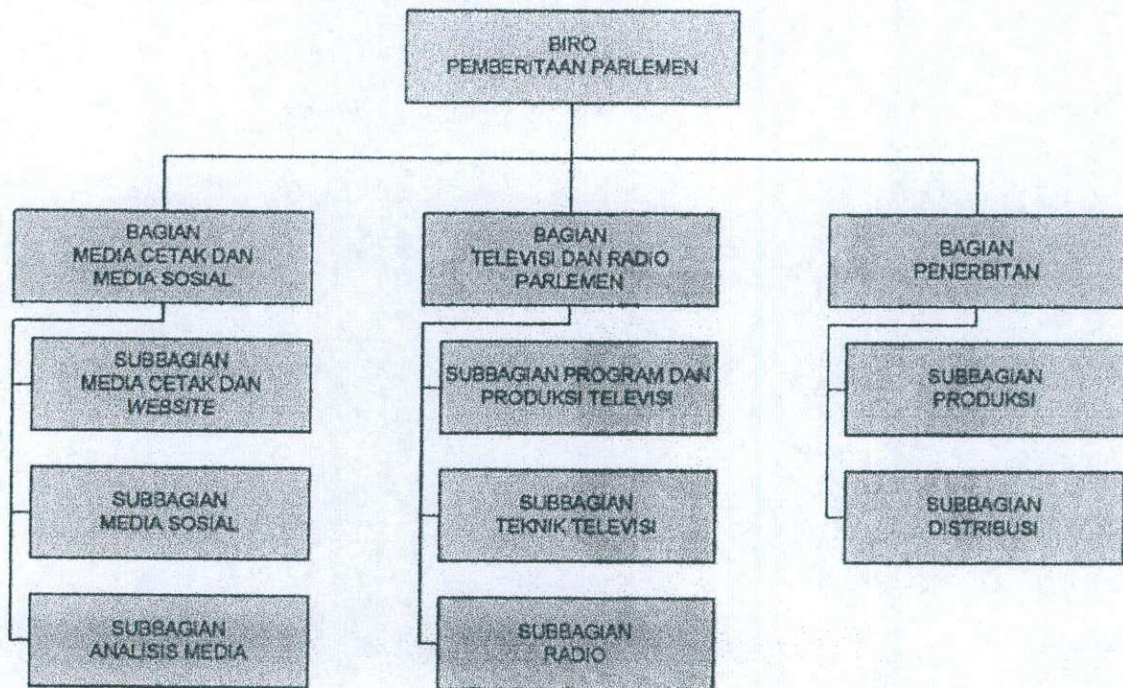 BIRO
PEMBERITAAN PARLEMEN
BAGIAN
MEDIA CETAK DAN
MEDIA SOSIAL
SUBBAGIAN
MEDIA CETAK DAN
WEBSITE
SUBBAGIAN
MEDIA SOSIAL
SUBBAGIAN
ANALISIS MEDIA
BAGIAN
TELEVISI DAN RADIO
PARLEMEN
SUBBAGIAN PROGRAM DAN
PRODUKSI TELEVISI
SUBBAGIAN
TEKNIK TELEVISI
SUBBAGIAN
RADIO
BAGIAN
PENERBITAN
SUBBAGIAN
PRODUKSI
SUBBAGIAN
DISTRIBUSI